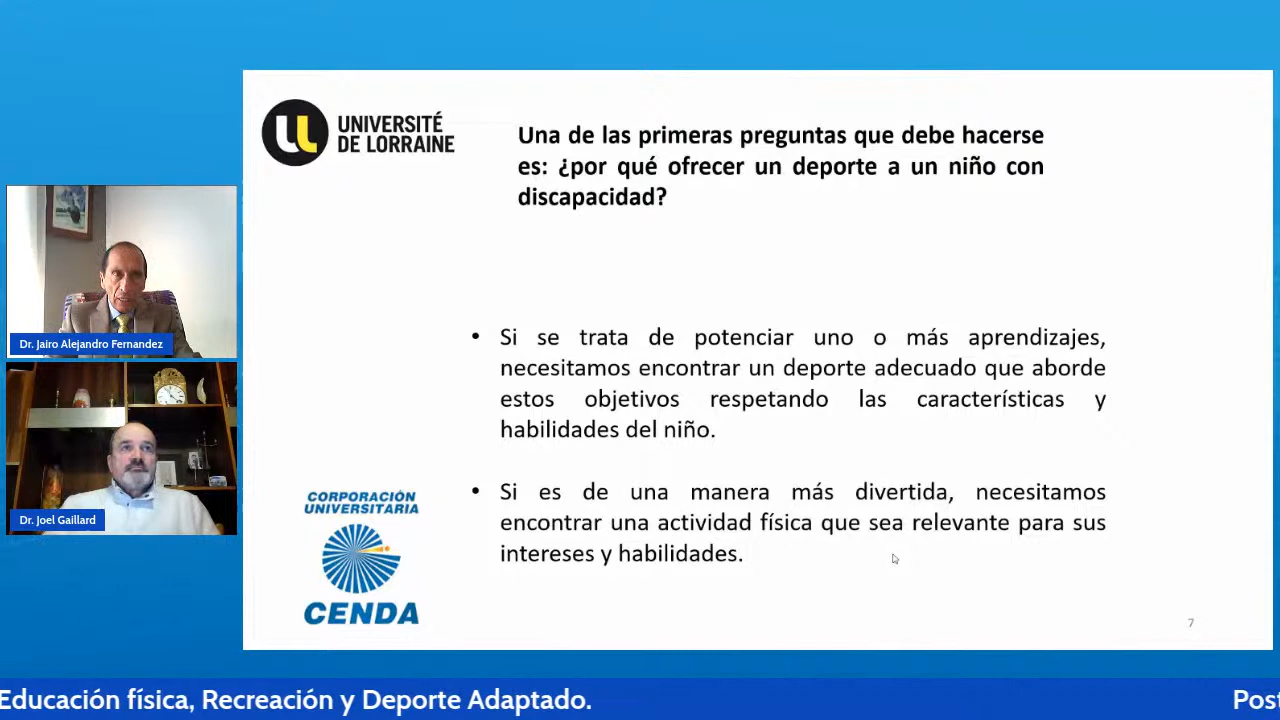 UNIVERSITÉ
DE LORRAINE
Una de las primeras preguntas que debe hacerse
es: ¿por qué ofrecer un deporte a un niño con
discapacidad?
Dr. Jairo Alejandro Fernandez
Dr. Joel Gaillard
• Si se trata de potenciar uno o más aprendizajes,
necesitamos encontrar un deporte adecuado que aborde
estos objetivos respetando las características y
habilidades del niño.
• Si es de una manera más divertida, necesitamos
encontrar una actividad física que sea relevante para sus
intereses y habilidades.
CORPORACIÓN
UNIVERSITARIA
CENDA
7
Educación física, Recreación y Deporte Adaptado.
Post